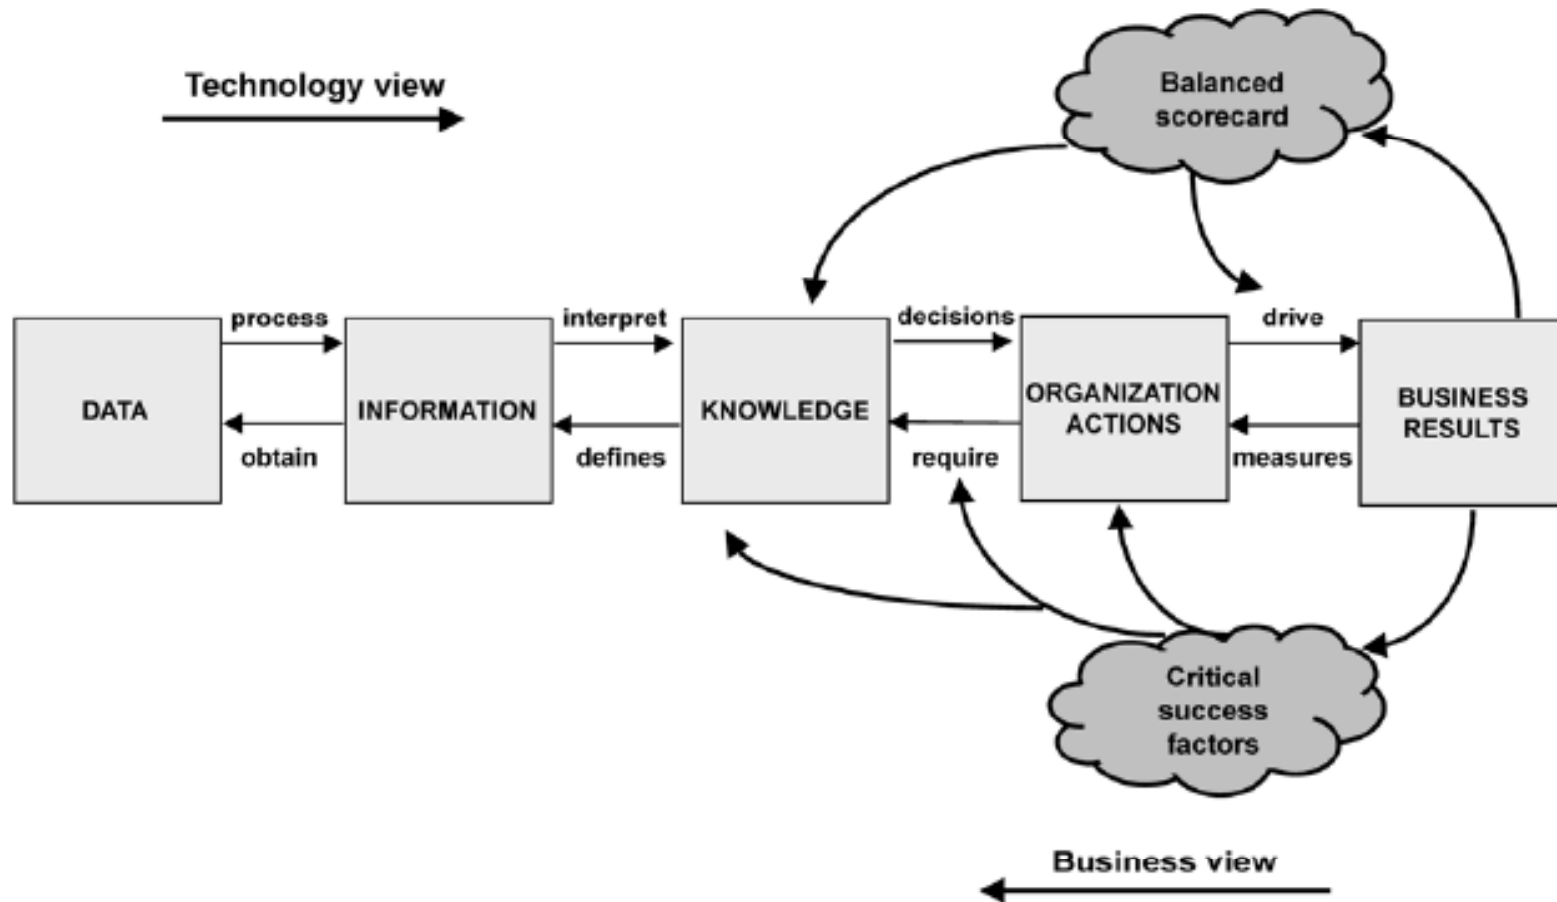 Technology view
Balanced
scorecard
process
interpret
decisions
drive
DATA
INFORMATION
KNOWLEDGE
ORGANIZATION
ACTIONS
BUSINESS
RESULTS
obtain
defines
require
measures
Critical
success
factors
Business view